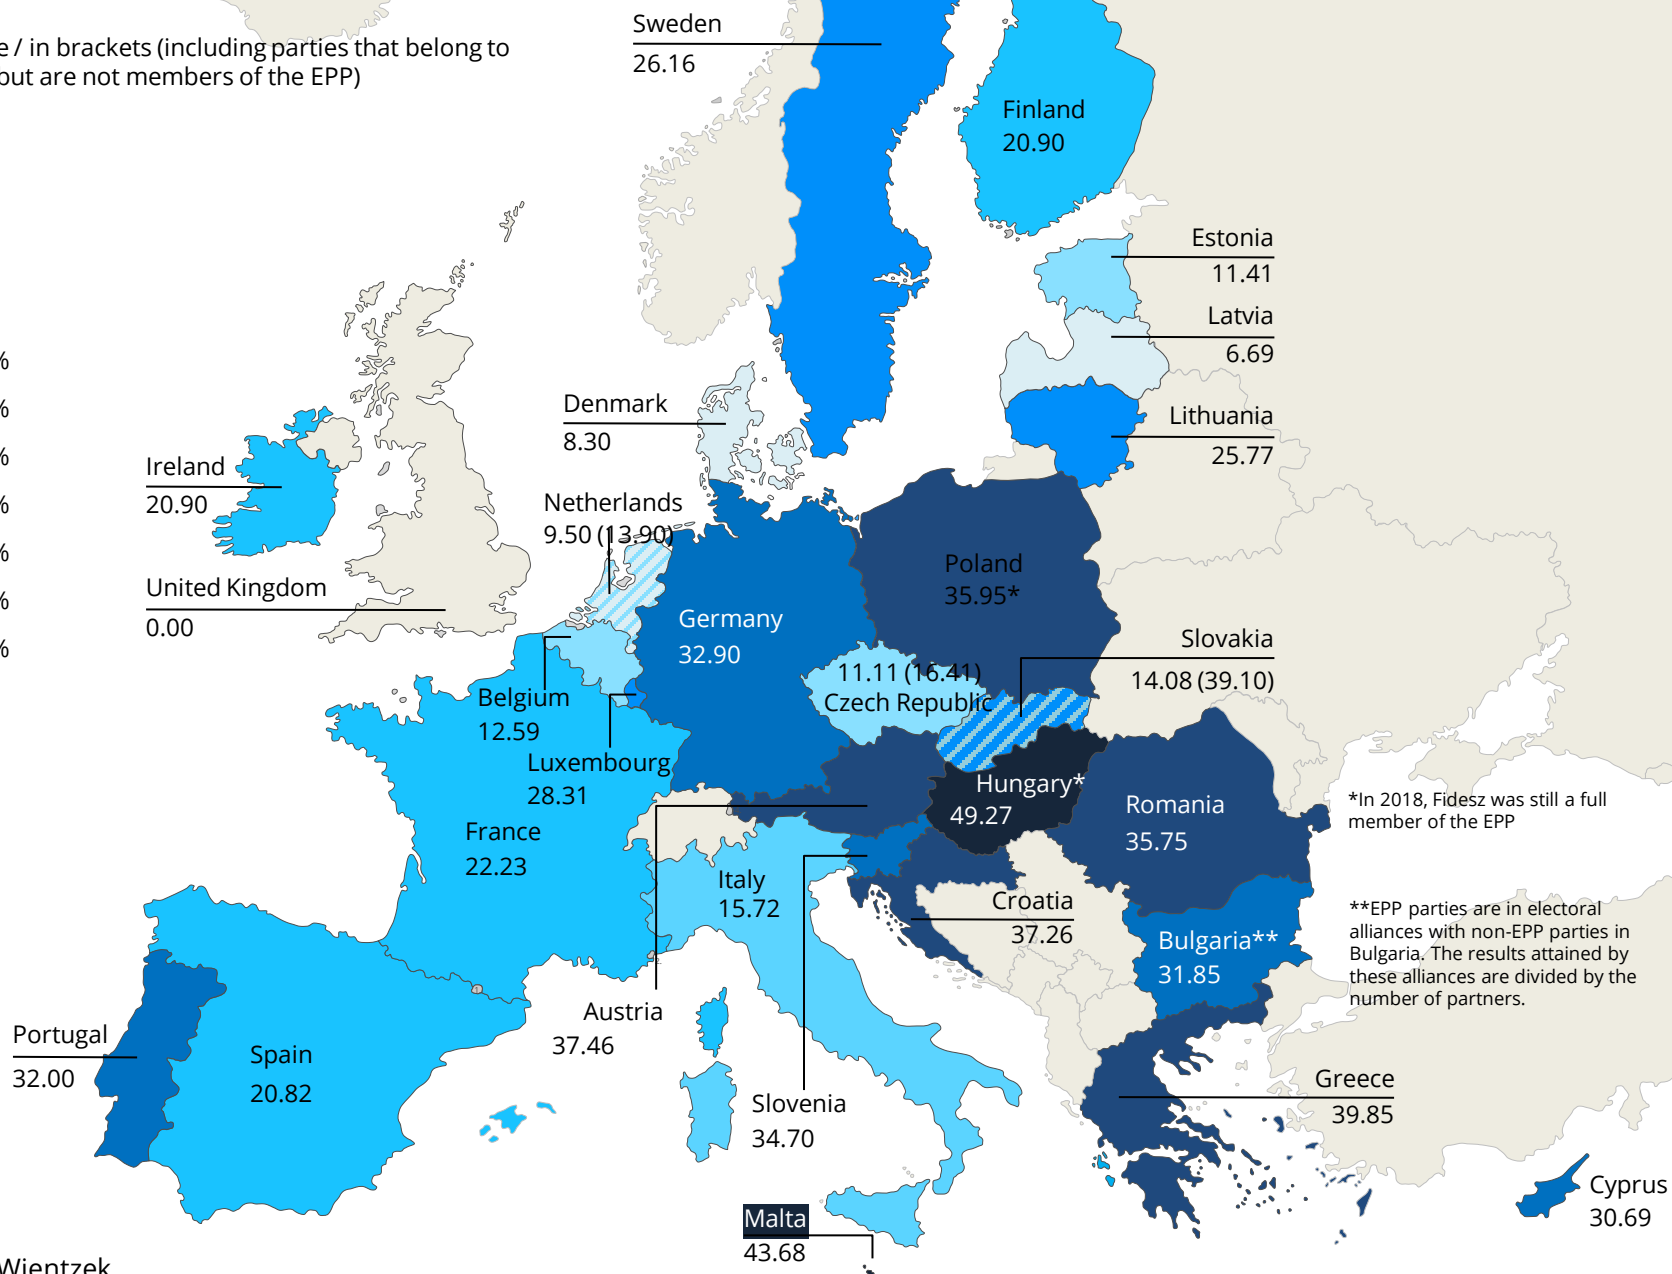 e / in brackets (including parties that belong to
but are not members of the EPP)
Sweden
26.16
Finland
20.90
Estonia
11.41
Latvia
6.69
%
Denmark
8.30
%
Lithuania
25.77
%
Ireland
20.90
%
Netherlands
9.50 (13.90)
%
Poland
35.95*
United Kingdom
0.00
%
Germany
32.90
%
Slovakia
14.08 (39.10)
11.11 (16.41)
Czech Republic
Belgium
12.59
Luxembourg
28.31
Hungary*
49.27
Romania
35.75
*In 2018, Fidesz was still a full
member of the EPP
France
22.23
Italy
15.72
Croatia
37.26
Bulgaria**
31.85
**EPP parties are in electoral
alliances with non-EPP parties in
Bulgaria. The results attained by
these alliances are divided by the
number of partners.
Austria
37.46
Portugal
32.00
Spain
20.82
Slovenia
34.70
Greece
39.85
Malta
43.68
Cyprus
30.69
Wientzek